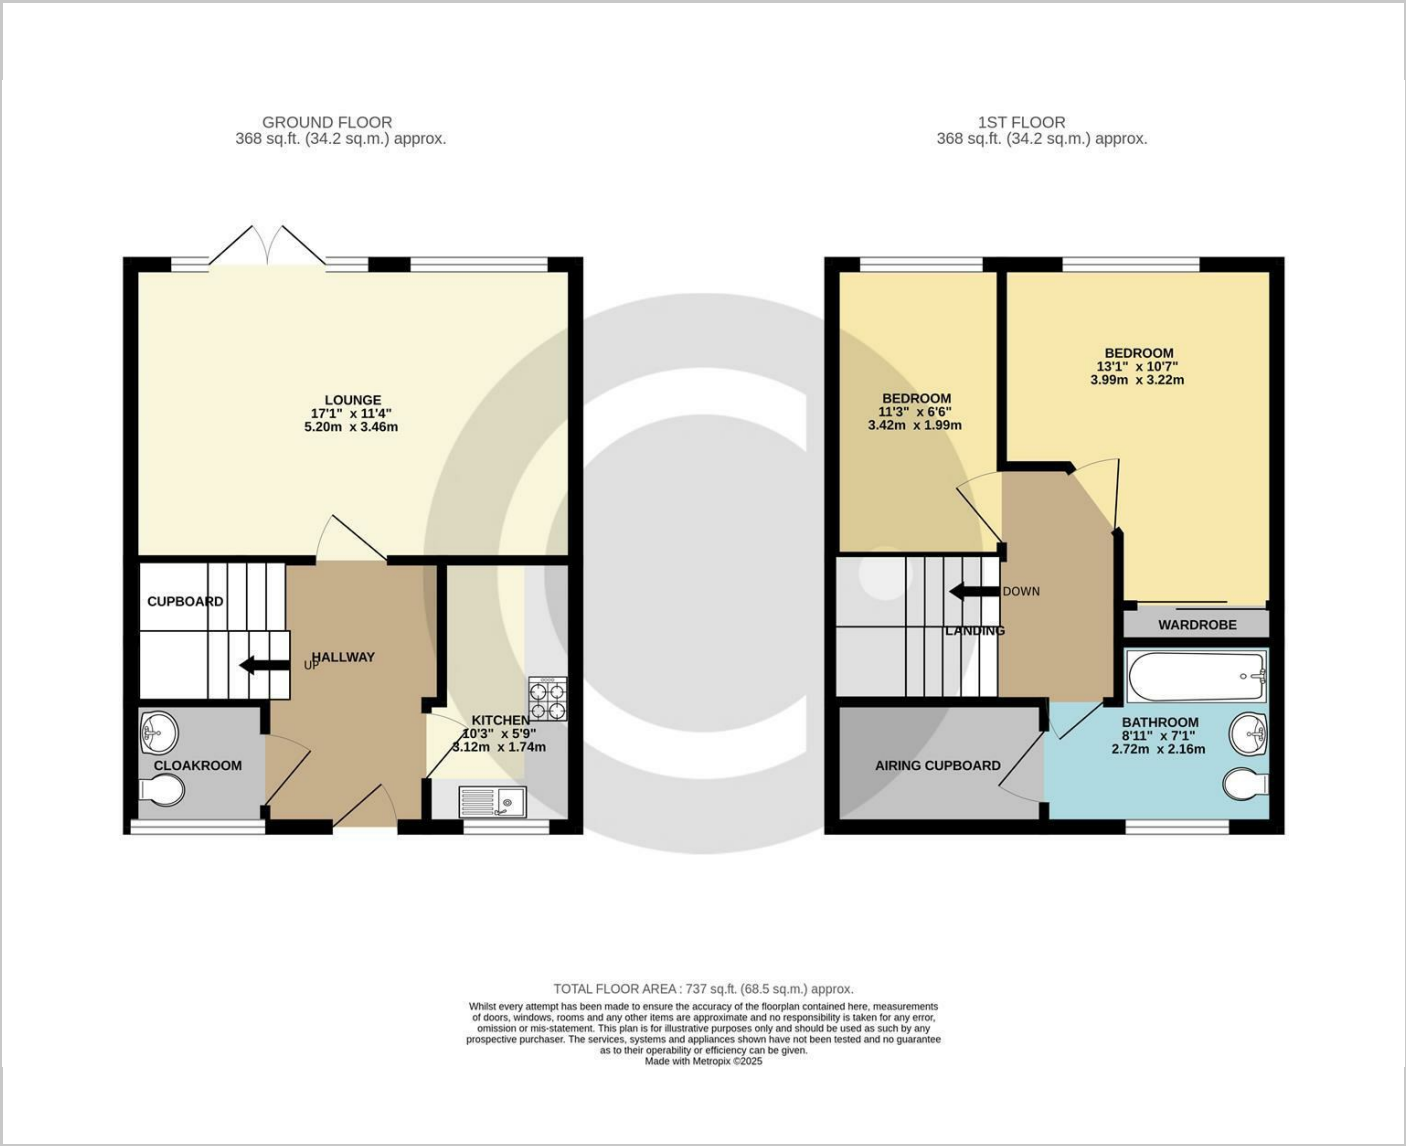 GROUND FLOOR
368 sq.ft. (34.2 sq.m.) approx.
1ST FLOOR
368 sq.ft. (34.2 sq.m.) approx.
LOUNGE
17'1" x 11'4"
5.20m x 3.46m
CUPBOARD
HALLWAY
UP
KITCHEN
10'3" x 5'9"
3.12m x 1.74m
CLOAKROOM
BEDROOM
13'1" x 10'7"
3.99m x 3.22m
BEDROOM
11'3" x 6'6"
3.42m x 1.99m
DOWN
LANDING
WARDROBE
BATHROOM
8'11" x 7'1"
2.72m x 2.16m
AIRING CUPBOARD
TOTAL FLOOR AREA : 737 sq.ft. (68.5 sq.m.) approx.
Whilst every attempt has been made to ensure the accuracy of the floorplan contained here, measurements
of doors, windows, rooms and any other items are approximate and no responsibility is taken for any error,
omission or mis-statement. This plan is for illustrative purposes only and should be used as such by any
prospective purchaser. The services, systems and appliances shown have not been tested and no guarantee
as to their operability or efficiency can be given.
Made with Metropix ©2025